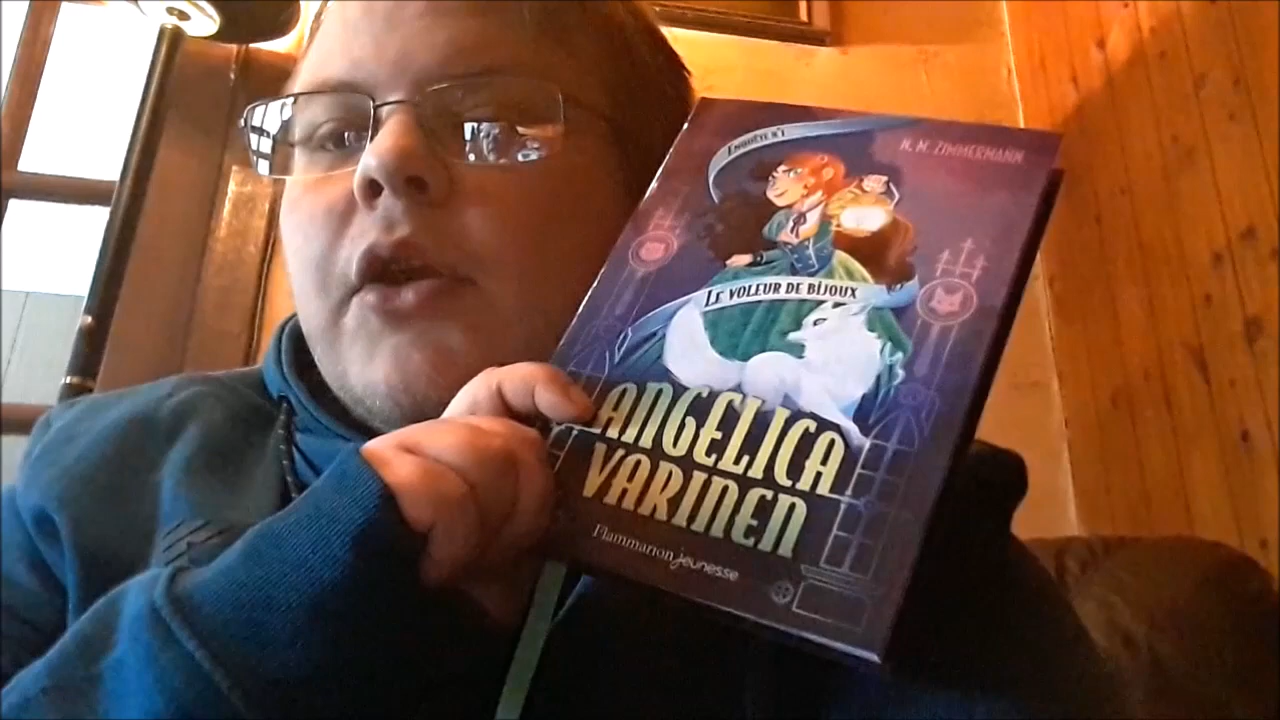 ENQUÊTE N°1
N. M. ZIMMERMANN
LE VOLEUR DE BIJOUX
ANGELICA
VARINEN
Flammarion jeunesse